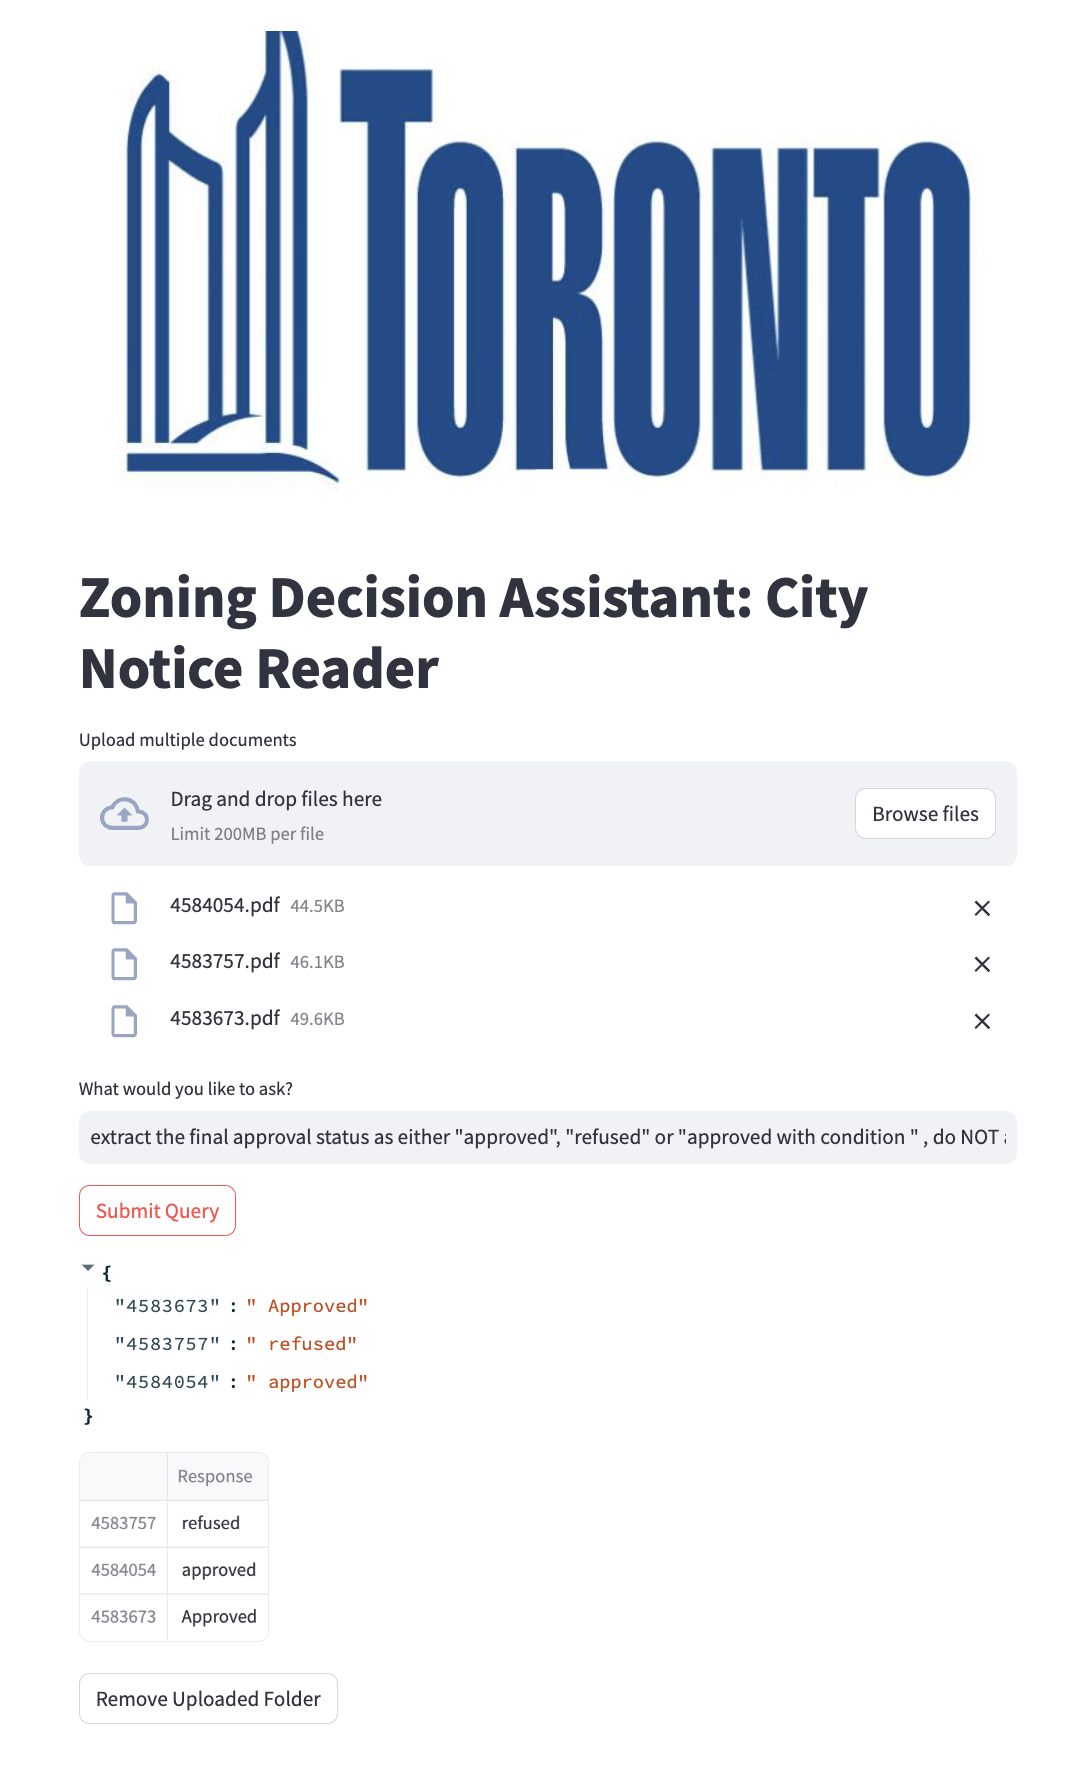 TORONTO
Zoning Decision Assistant: City
Notice Reader
Upload multiple documents
Drag and drop files here
Limit 200MB per file
Browse files
4584054.pdf 44.5KB
4583757.pdf 46.1KB
4583673.pdf 49.6KB
What would you like to ask?
extract the final approval status as either "approved", "refused" or "approved with condition " , do NOT
Submit Query
{
"4583673" : " Approved"
"4583757" : " refused"
"4584054" : " approved"
}
Response
4583757 refused
4584054 approved
4583673 Approved
Remove Uploaded Folder